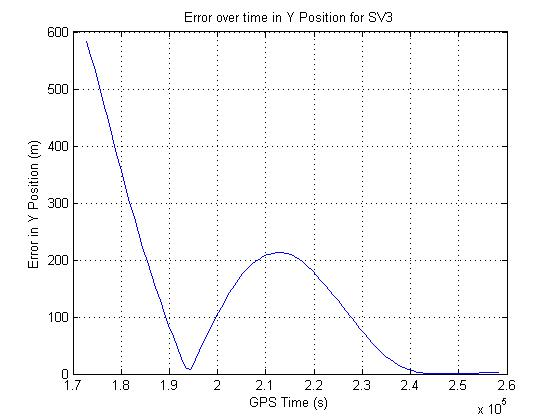 Error over time in Y Position for SV3
600
500
400
300
200
100
0
Error in Y Position (m)
1.7 1.8 1.9 2 2.1 2.2 2.3 2.4 2.5 2.6
GPS Time (s)
x 10^5